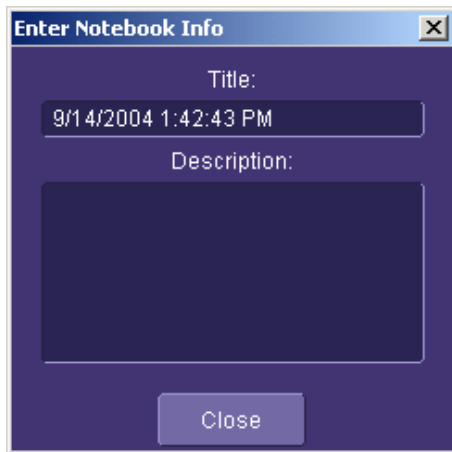 Enter Notebook Info
Title:
9/14/2004 1:42:43 PM
Description:
Close